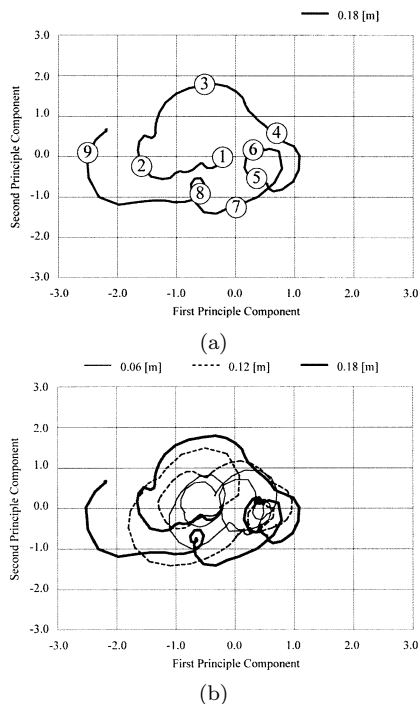 0.18 [m]
3.0
2.0
1.0
0.0
-1.0
-2.0
-3.0
Second Principle Component
3
4
6
1
9
2
5
8
7
-3.0 -2.0 -1.0 0.0 1.0 2.0 3.0
First Principle Component
(a)
0.06 [m] 0.12 [m] 0.18 [m]
3.0
2.0
1.0
0.0
-1.0
-2.0
-3.0
Second Principle Component
-3.0 -2.0 -1.0 0.0 1.0 2.0 3.0
First Principle Component
(b)